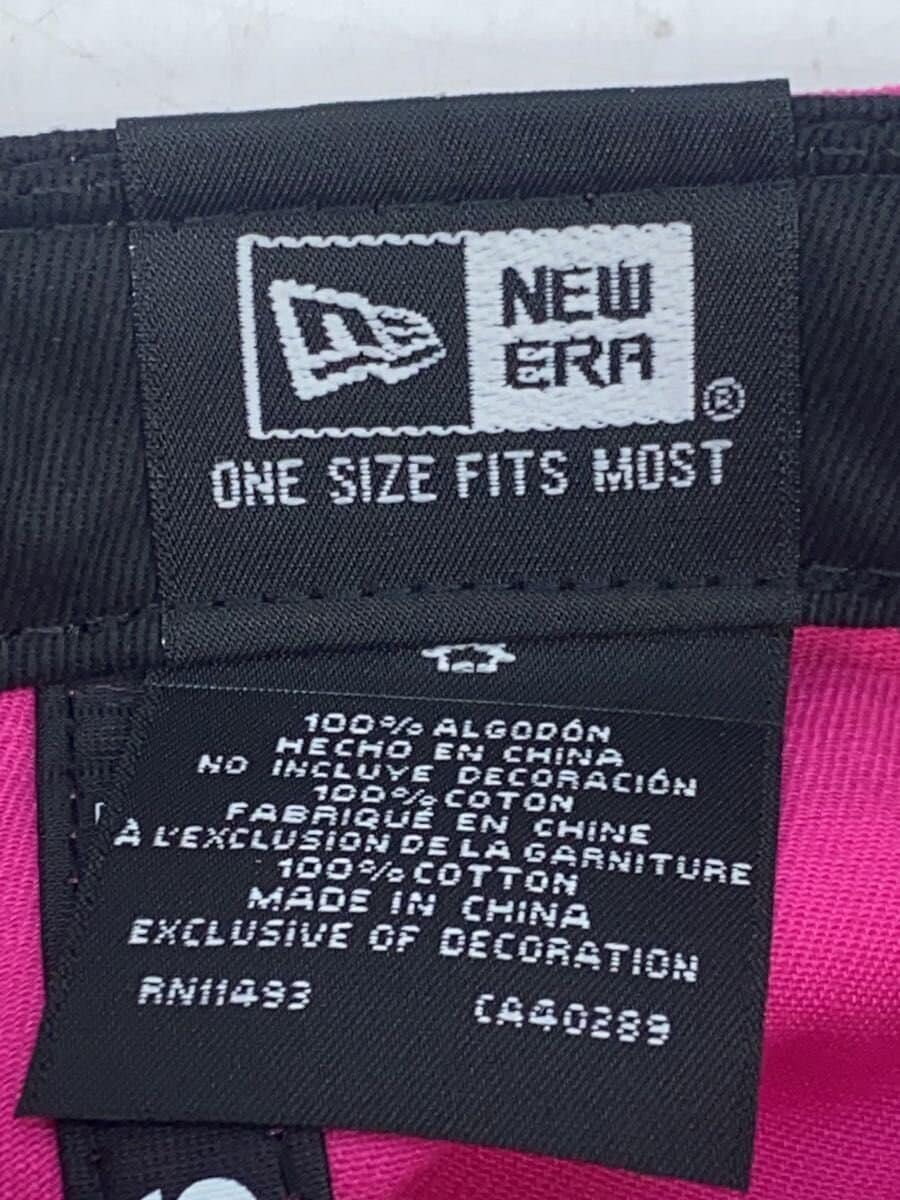 NEW
ERA
®
ONE SIZE FITS MOST
100% ALGODÓN
HECHO EN CHINA
NO INCLUYE DECORACIÓN
100% COTON
FABRIQUÉ EN CHINE
À L'EXCLUSION DE LA GARNITURE
100% COTTON
MADE IN CHINA
EXCLUSIVE OF DECORATION
RN11493 CA40289